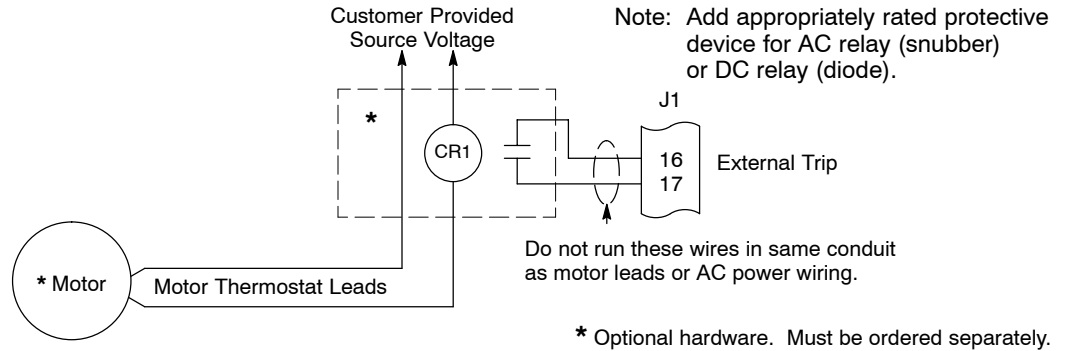 Customer Provided
Source Voltage
Note: Add appropriately rated protective
device for AC relay (snubber)
or DC relay (diode).
J1
*
CR1
16
17
External Trip
Do not run these wires in same conduit
as motor leads or AC power wiring.
* Motor
Motor Thermostat Leads
* Optional hardware. Must be ordered separately.